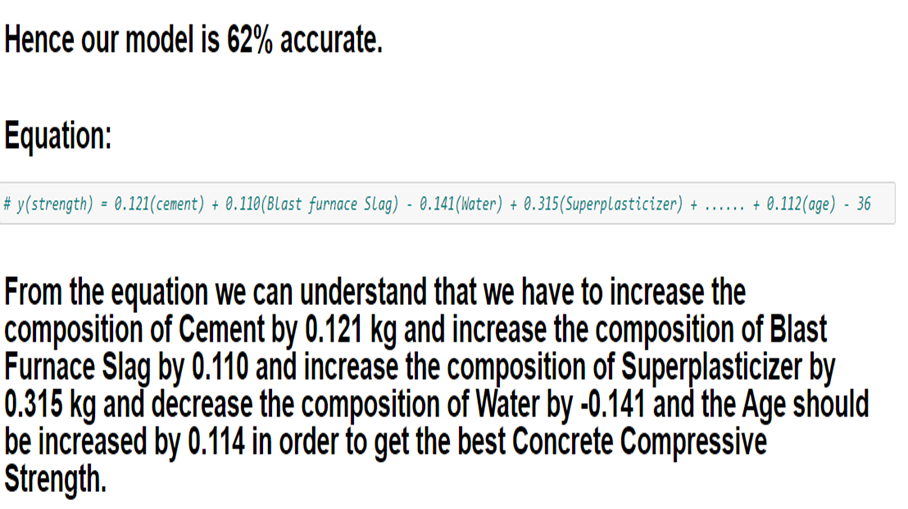 Hence our model is 62% accurate.
Equation:
# y(strength) = 0.121(cement) + 0.110(Blast furnace Slag) - 0.141(Water) + 0.315(Superplasticizer) + ...... + 0.112(age) - 36
From the equation we can understand that we have to increase the
composition of Cement by 0.121 kg and increase the composition of Blast
Furnace Slag by 0.110 and increase the composition of Superplasticizer by
0.315 kg and decrease the composition of Water by -0.141 and the Age should
be increased by 0.114 in order to get the best Concrete Compressive
Strength.